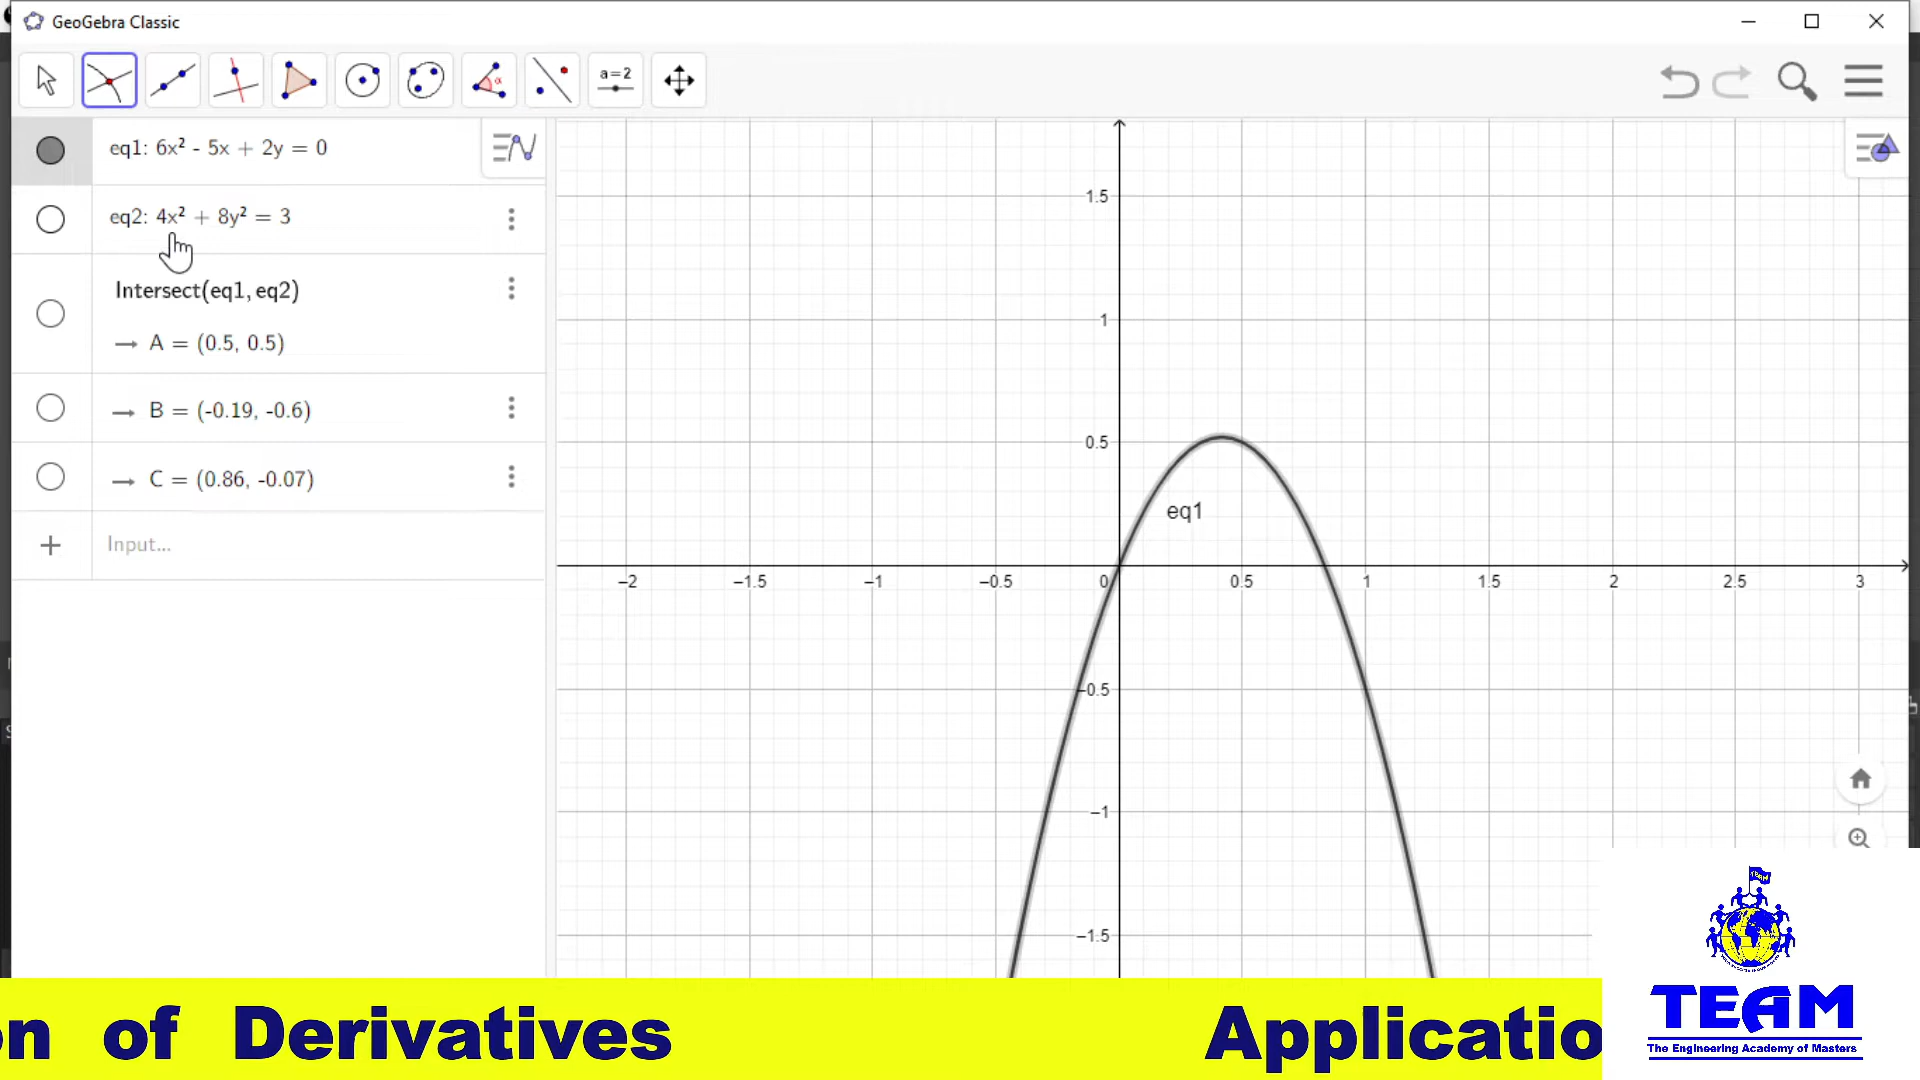 GeoGebra Classic
a=2
eq1: 6x² - 5x + 2y = 0
eq2: 4x² + 8y² = 3
Intersect(eq1, eq2)
→ A = (0.5, 0.5)
→ B = (-0.19, -0.6)
→ C = (0.86, -0.07)
+ Input...
1.5
1
0.5
eq1
−2 −1.5 −1 −0.5 0 0.5 1 1.5 2 2.5 3
−0.5
−1
−1.5
TEAM
The Engineering Academy of Masters
n of Derivatives Applicatio